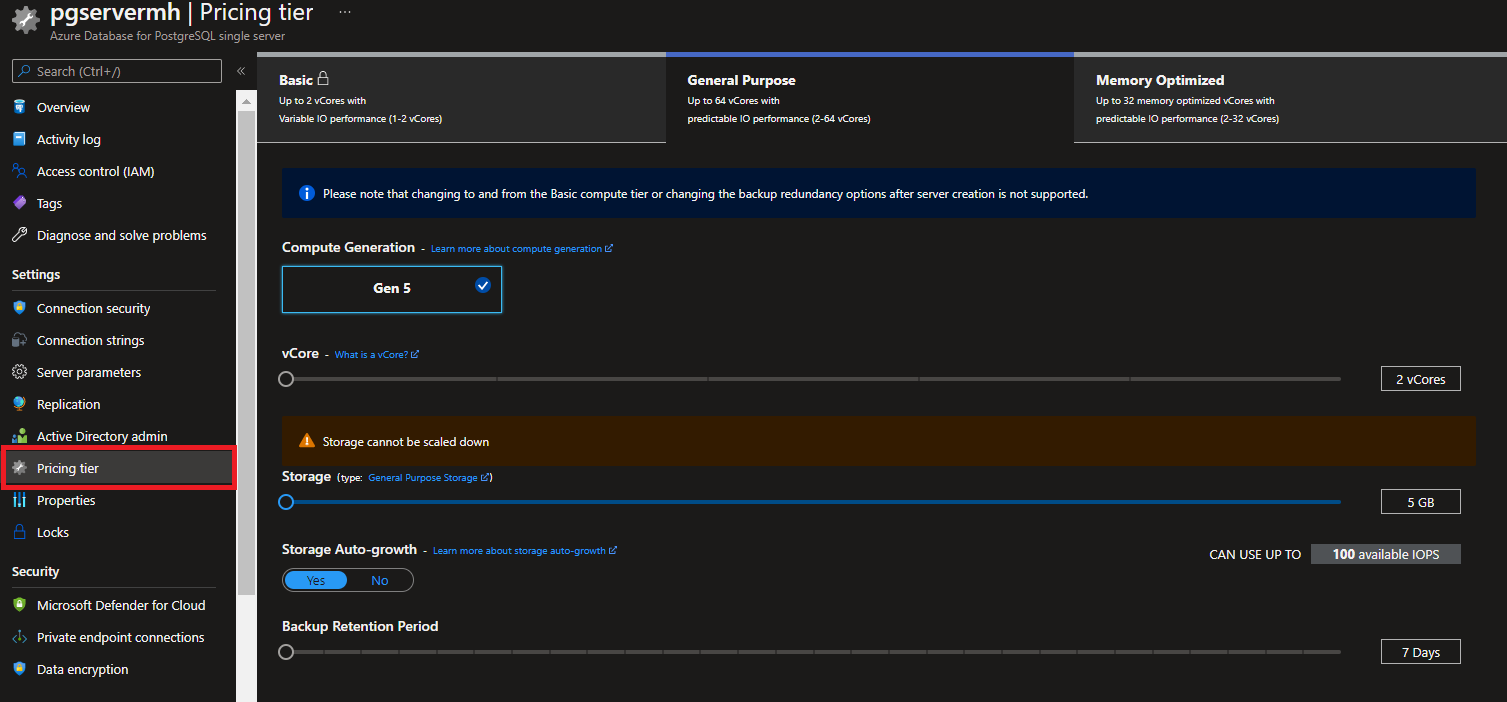 pgservermh | Pricing tier ...
Azure Database for PostgreSQL single server
Search (Ctrl+/)
«
Overview
Activity log
Access control (IAM)
Tags
Diagnose and solve problems
Settings
Connection security
Connection strings
Server parameters
Replication
Active Directory admin
Pricing tier
Properties
Locks
Security
Microsoft Defender for Cloud
Private endpoint connections
Data encryption
Basic
Up to 2 vCores with
Variable IO performance (1-2 vCores)
General Purpose
Up to 64 vCores with
predictable IO performance (2-64 vCores)
Memory Optimized
Up to 32 memory optimized vCores with
predictable IO performance (2-32 vCores)
Please note that changing to and from the Basic compute tier or changing the backup redundancy options after server creation is not supported.
Compute Generation - Learn more about compute generation
Gen 5
vCore - What is a vCore?
2 vCores
Storage cannot be scaled down
Storage (type: General Purpose Storage)
5 GB
Storage Auto-growth - Learn more about storage auto-growth
CAN USE UP TO 100 available IOPS
Yes No
Backup Retention Period
7 Days